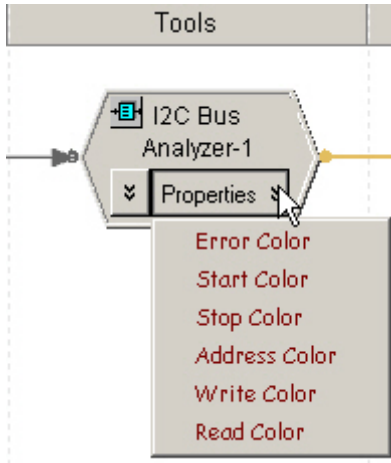 Tools
I2C Bus
Analyzer-1
Properties
Error Color
Start Color
Stop Color
Address Color
Write Color
Read Color